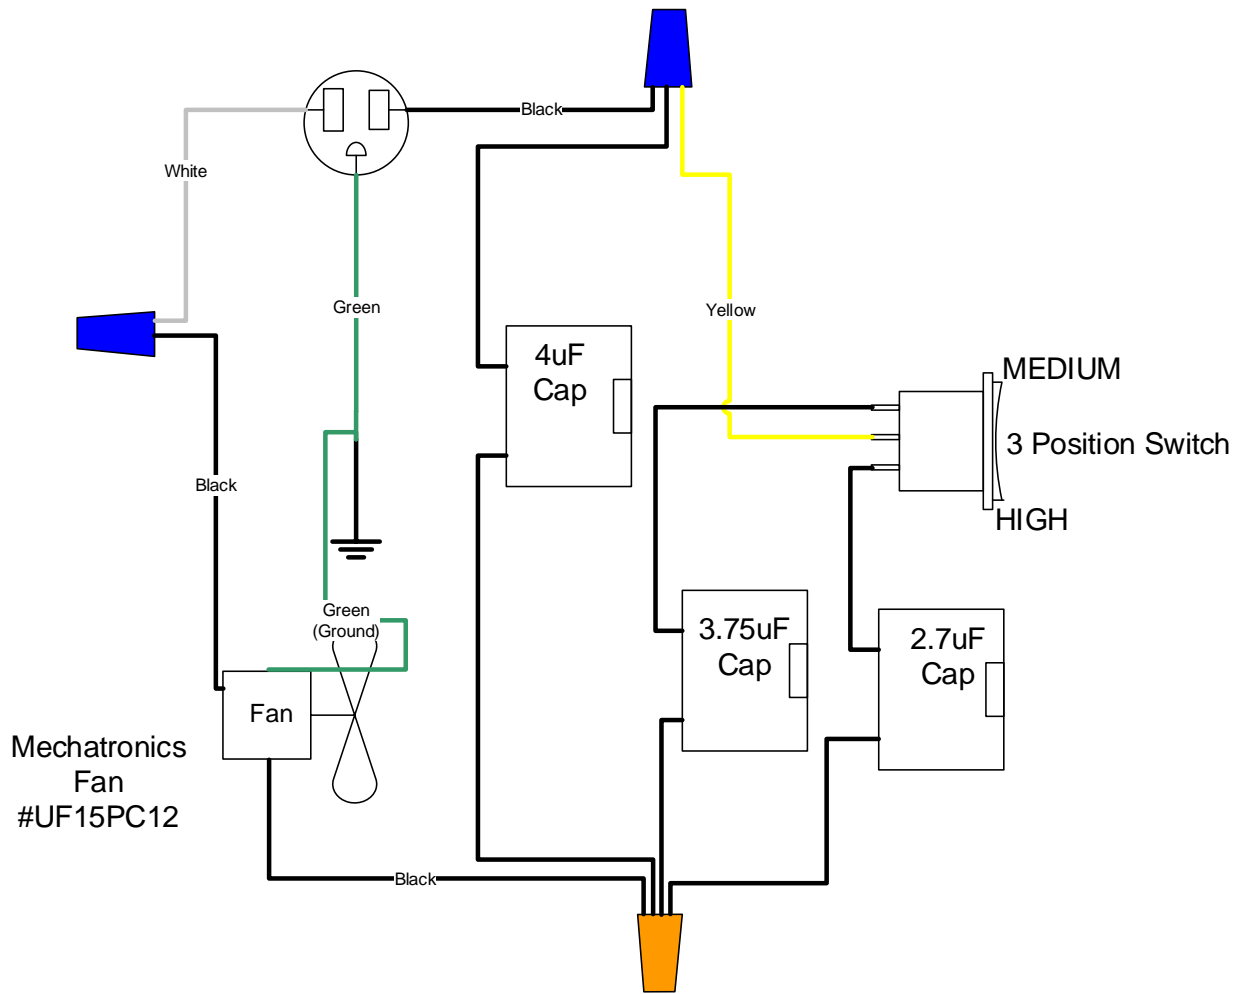 Black
White
Green
Yellow
4uF
Cap
MEDIUM
3 Position Switch
HIGH
Black
Green
(Ground)
3.75uF
Cap
2.7uF
Cap
Fan
Mechatronics
Fan
#UF15PC12
Black